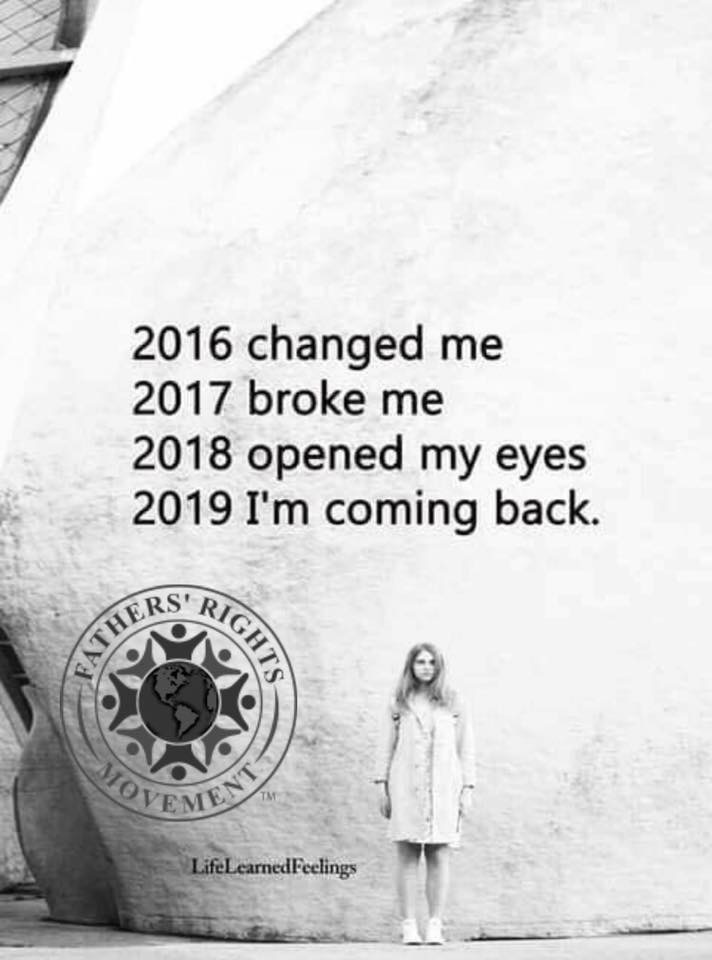 2016 changed me
2017 broke me
2018 opened my eyes
2019 I'm coming back.
FATHERS' RIGHTS
MOVEMENT
TM
LifeLearnedFeelings